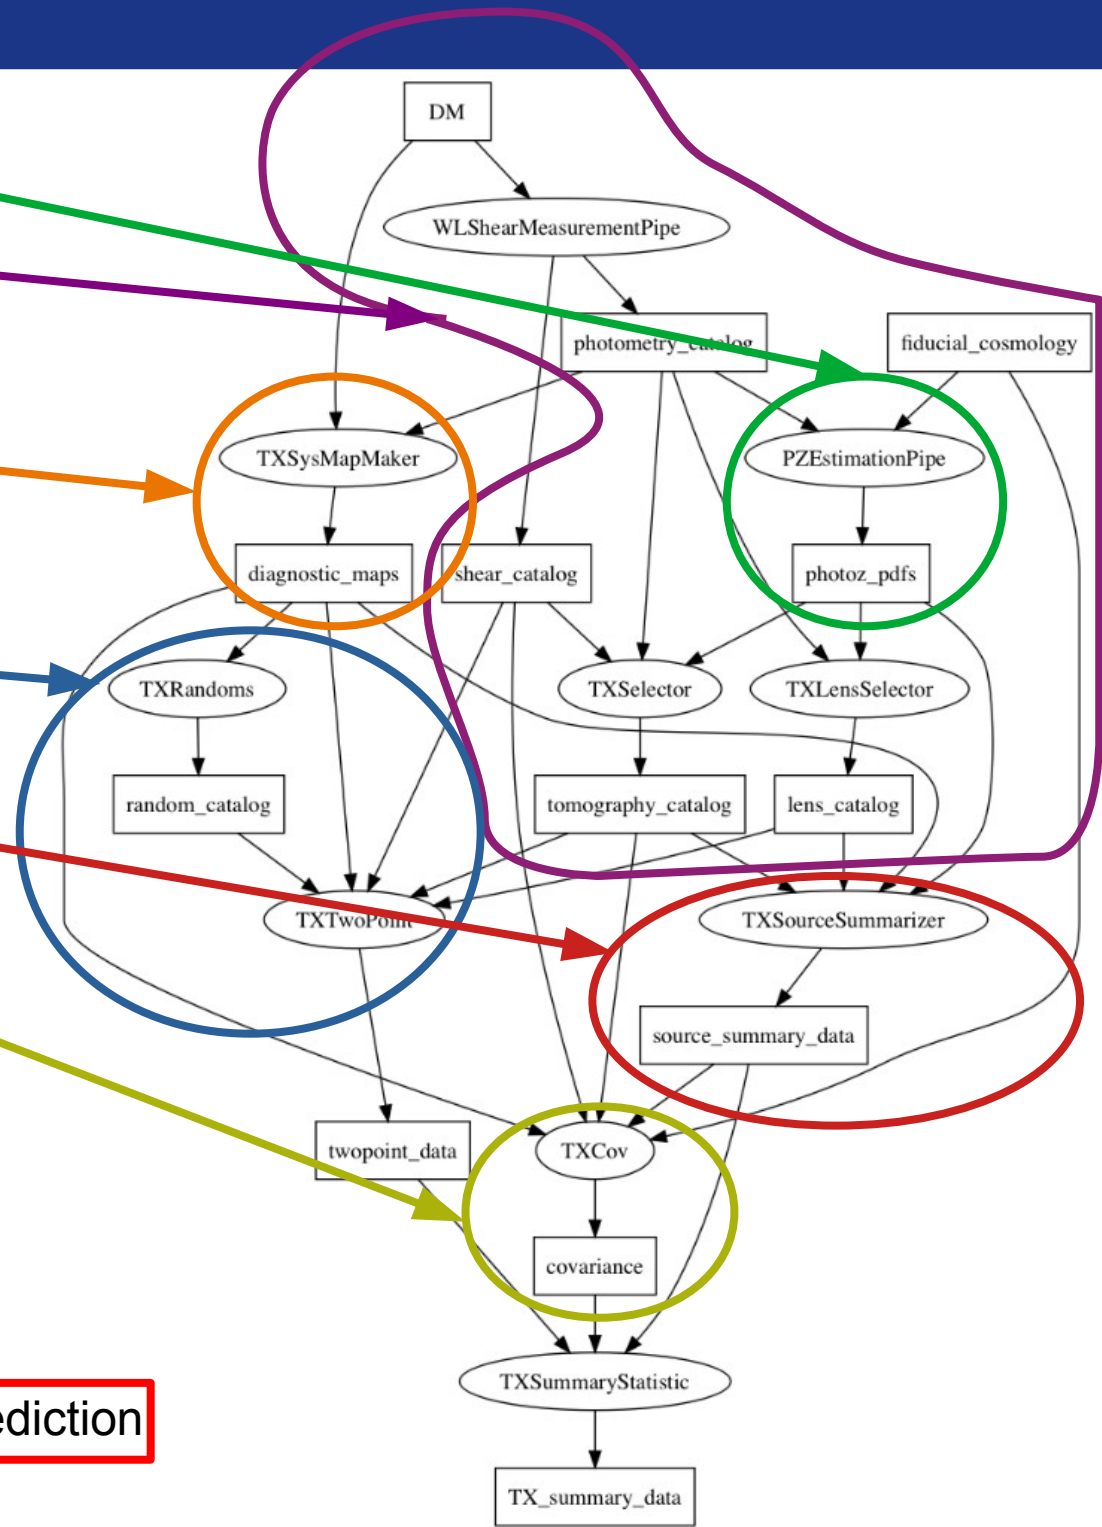 DM
WLShearMeasurementPipe
photometry_catalog
fiducial_cosmology
TXSysMapMaker
PZEstimationPipe
diagnostic_maps
shear_catalog
photoz_pdfs
TXRandoms
TXSelector
TXLensSelector
random_catalog
tomography_catalog
lens_catalog
TXTwoPoint
TXSourceSummarizer
source_summary_data
twopoint_data
TXCov
covariance
TXSummaryStatistic
ediction
TX_summary_data